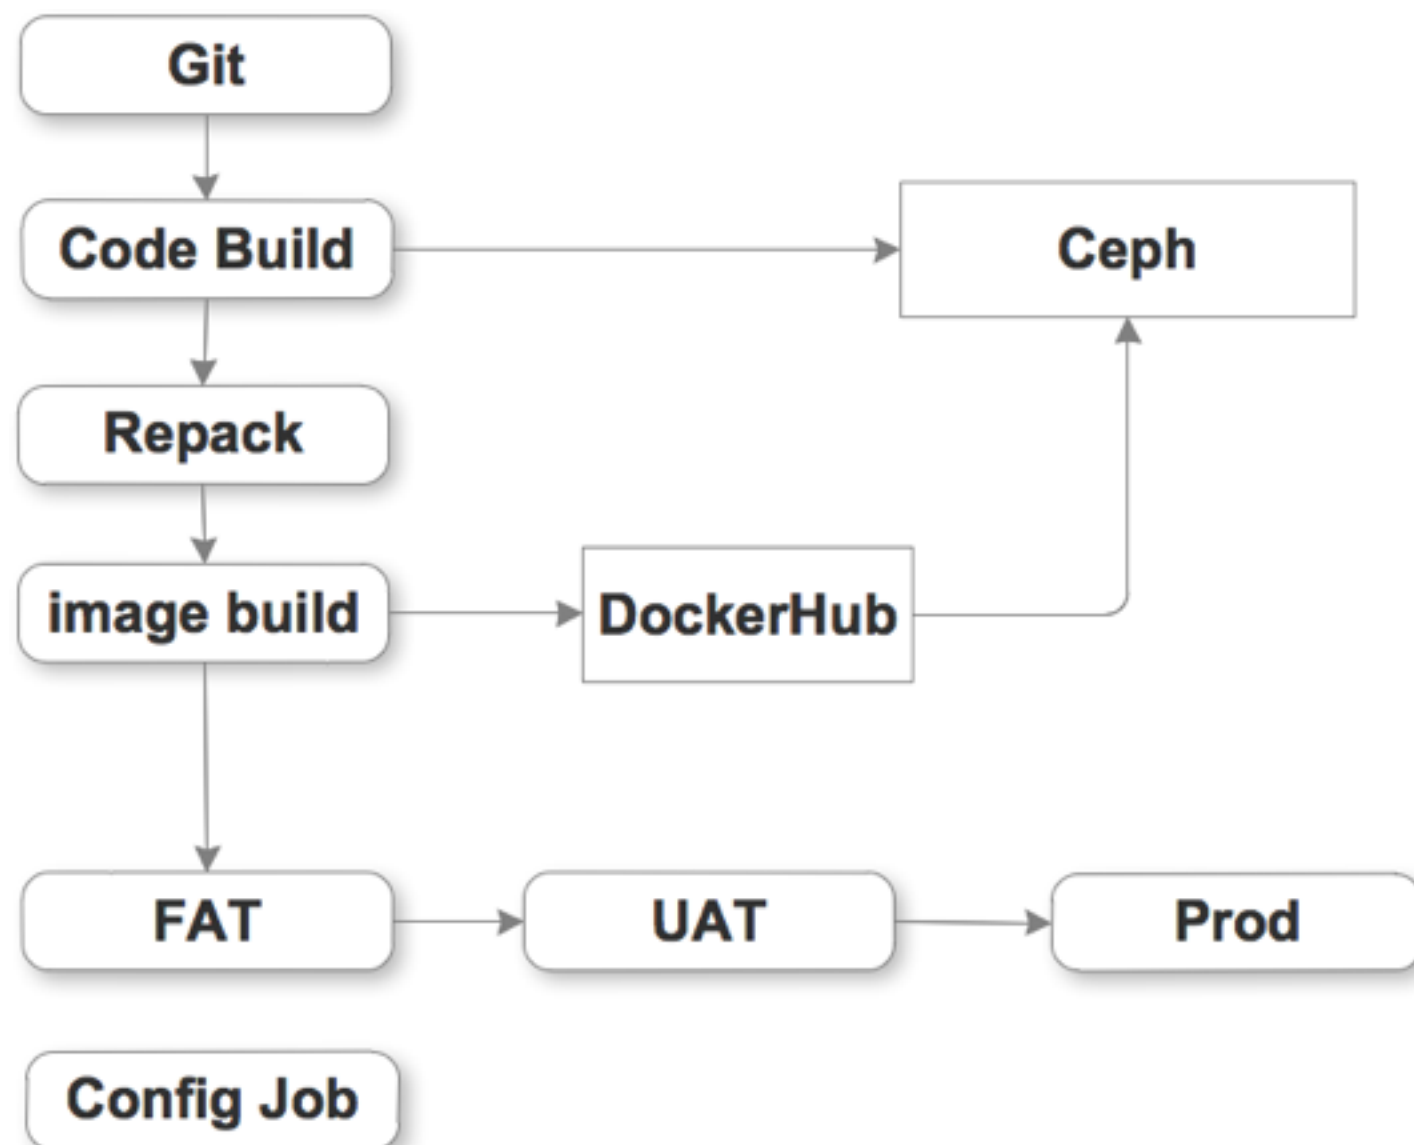 Git
Code Build
Ceph
Repack
image build
DockerHub
FAT
UAT
Prod
Config Job